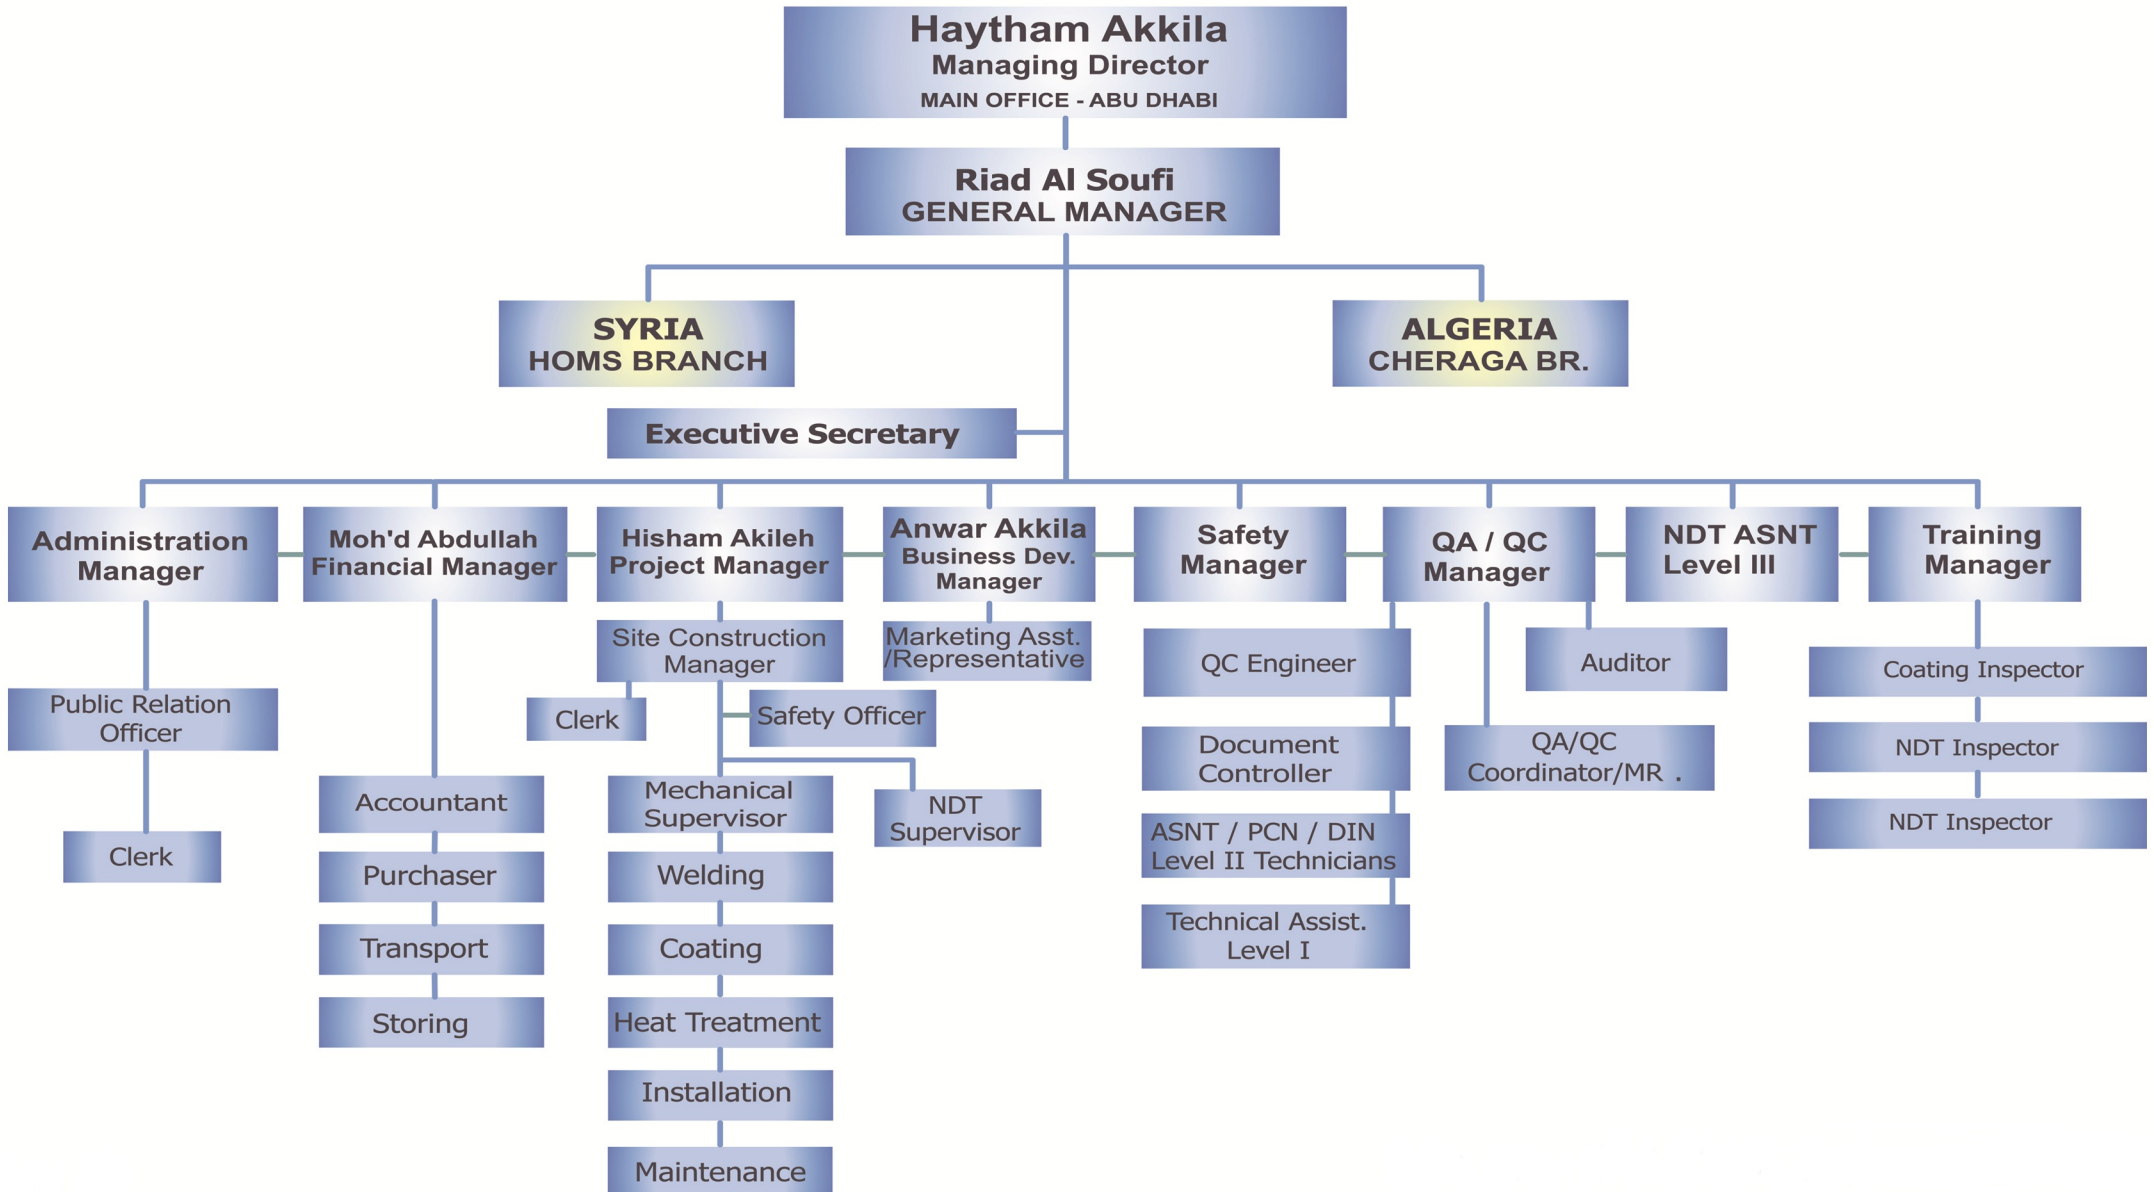 Haytham Akkila
Managing Director
MAIN OFFICE - ABU DHABI
Riad Al Soufi
GENERAL MANAGER
SYRIA
HOMS BRANCH
ALGERIA
CHERAGA BR.
Executive Secretary
Administration
Manager
Moh'd Abdullah
Financial Manager
Hisham Akileh
Project Manager
Anwar Akkila
Business Dev.
Manager
Safety
Manager
QA / QC
Manager
NDT ASNT
Level III
Training
Manager
Public Relation
Officer
Clerk
Accountant
Purchaser
Transport
Storing
Site Construction
Manager
Clerk
Safety Officer
Mechanical
Supervisor
NDT
Supervisor
Welding
Coating
Heat Treatment
Installation
Maintenance
Marketing Asst.
/Representative
QC Engineer
Document
Controller
ASNT / PCN / DIN
Level II Technicians
Technical Assist.
Level I
QA/QC
Coordinator/MR .
Auditor
Coating Inspector
NDT Inspector
NDT Inspector